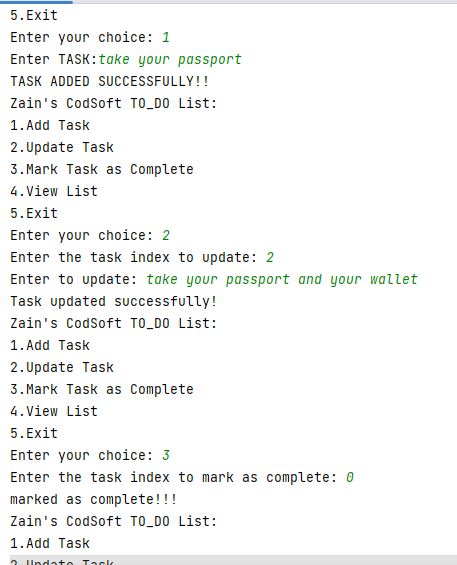 5.Exit
Enter your choice: 1
Enter TASK:take your passport
TASK ADDED SUCCESSFULLY!!
Zain's CodSoft TO_DO List:
1.Add Task
2.Update Task
3.Mark Task as Complete
4.View List
5.Exit
Enter your choice: 2
Enter the task index to update: 2
Enter to update: take your passport and your wallet
Task updated successfully!
Zain's CodSoft TO_DO List:
1.Add Task
2.Update Task
3.Mark Task as Complete
4.View List
5.Exit
Enter your choice: 3
Enter the task index to mark as complete: 0
marked as complete!!!
Zain's CodSoft TO_DO List:
1.Add Task
2.Update Task